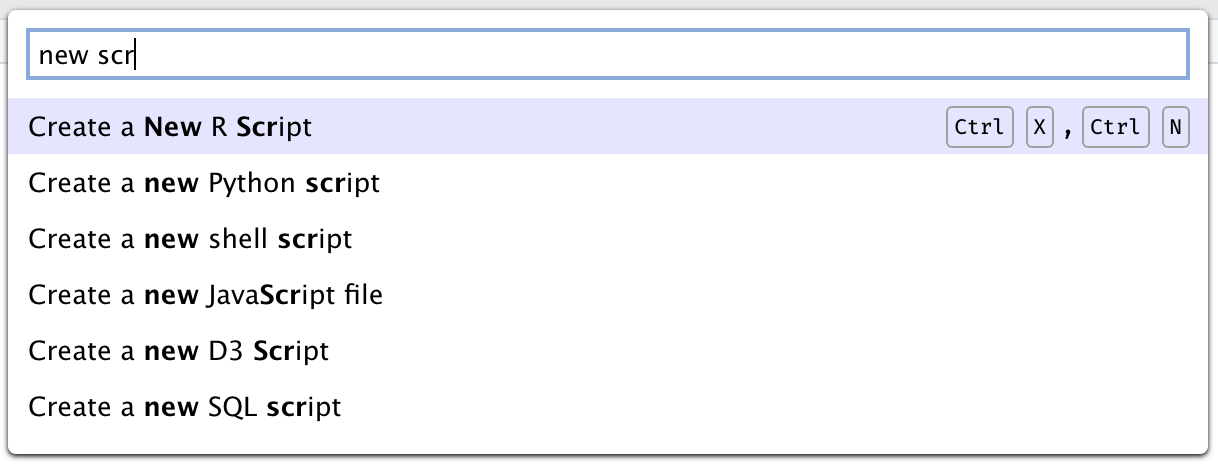 new scr
Create a New R Script Ctrl X , Ctrl N
Create a new Python script
Create a new shell script
Create a new JavaScript file
Create a new D3 Script
Create a new SQL script